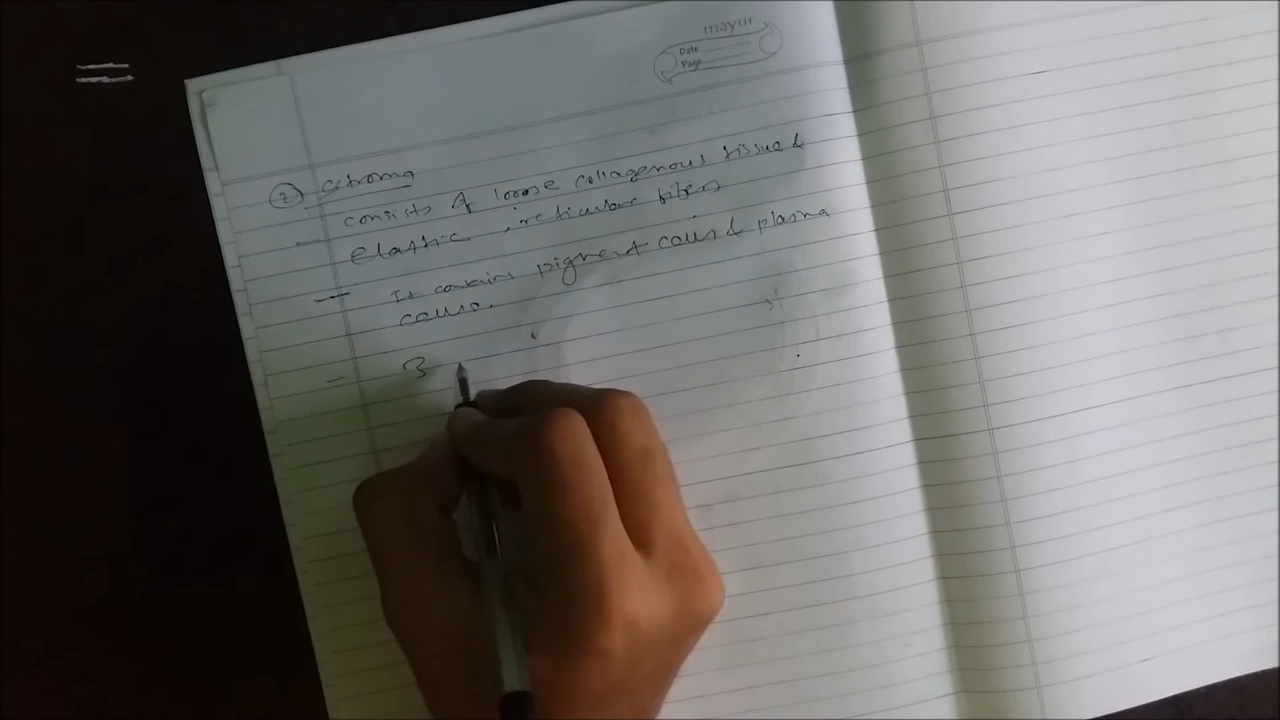 mayur
Date
Page
② Stroma
— consists of loose collagenous tissue &
elastic, reticular fibers
— It contains pigment cells & plasma
cells.
— 3